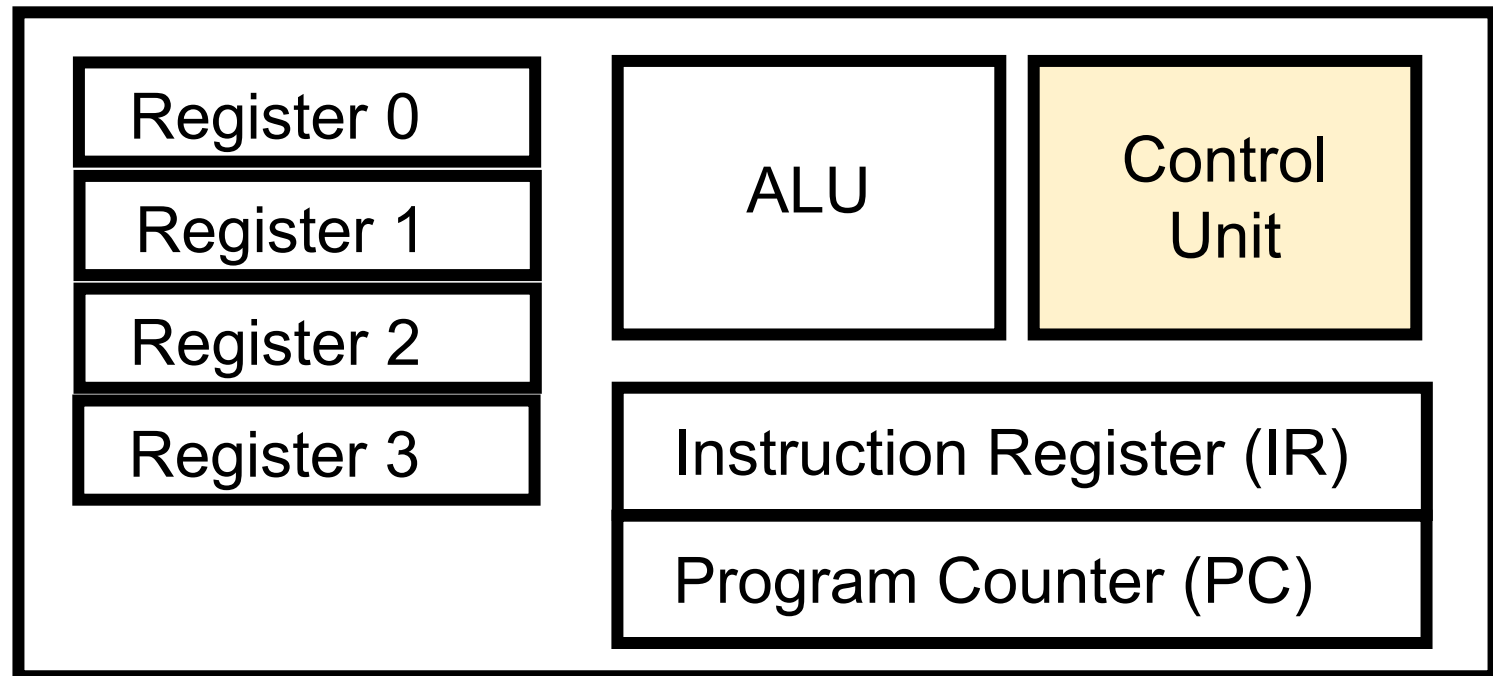 Register 0
Register 1
Register 2
Register 3
ALU
Control
Unit
Instruction Register (IR)
Program Counter (PC)